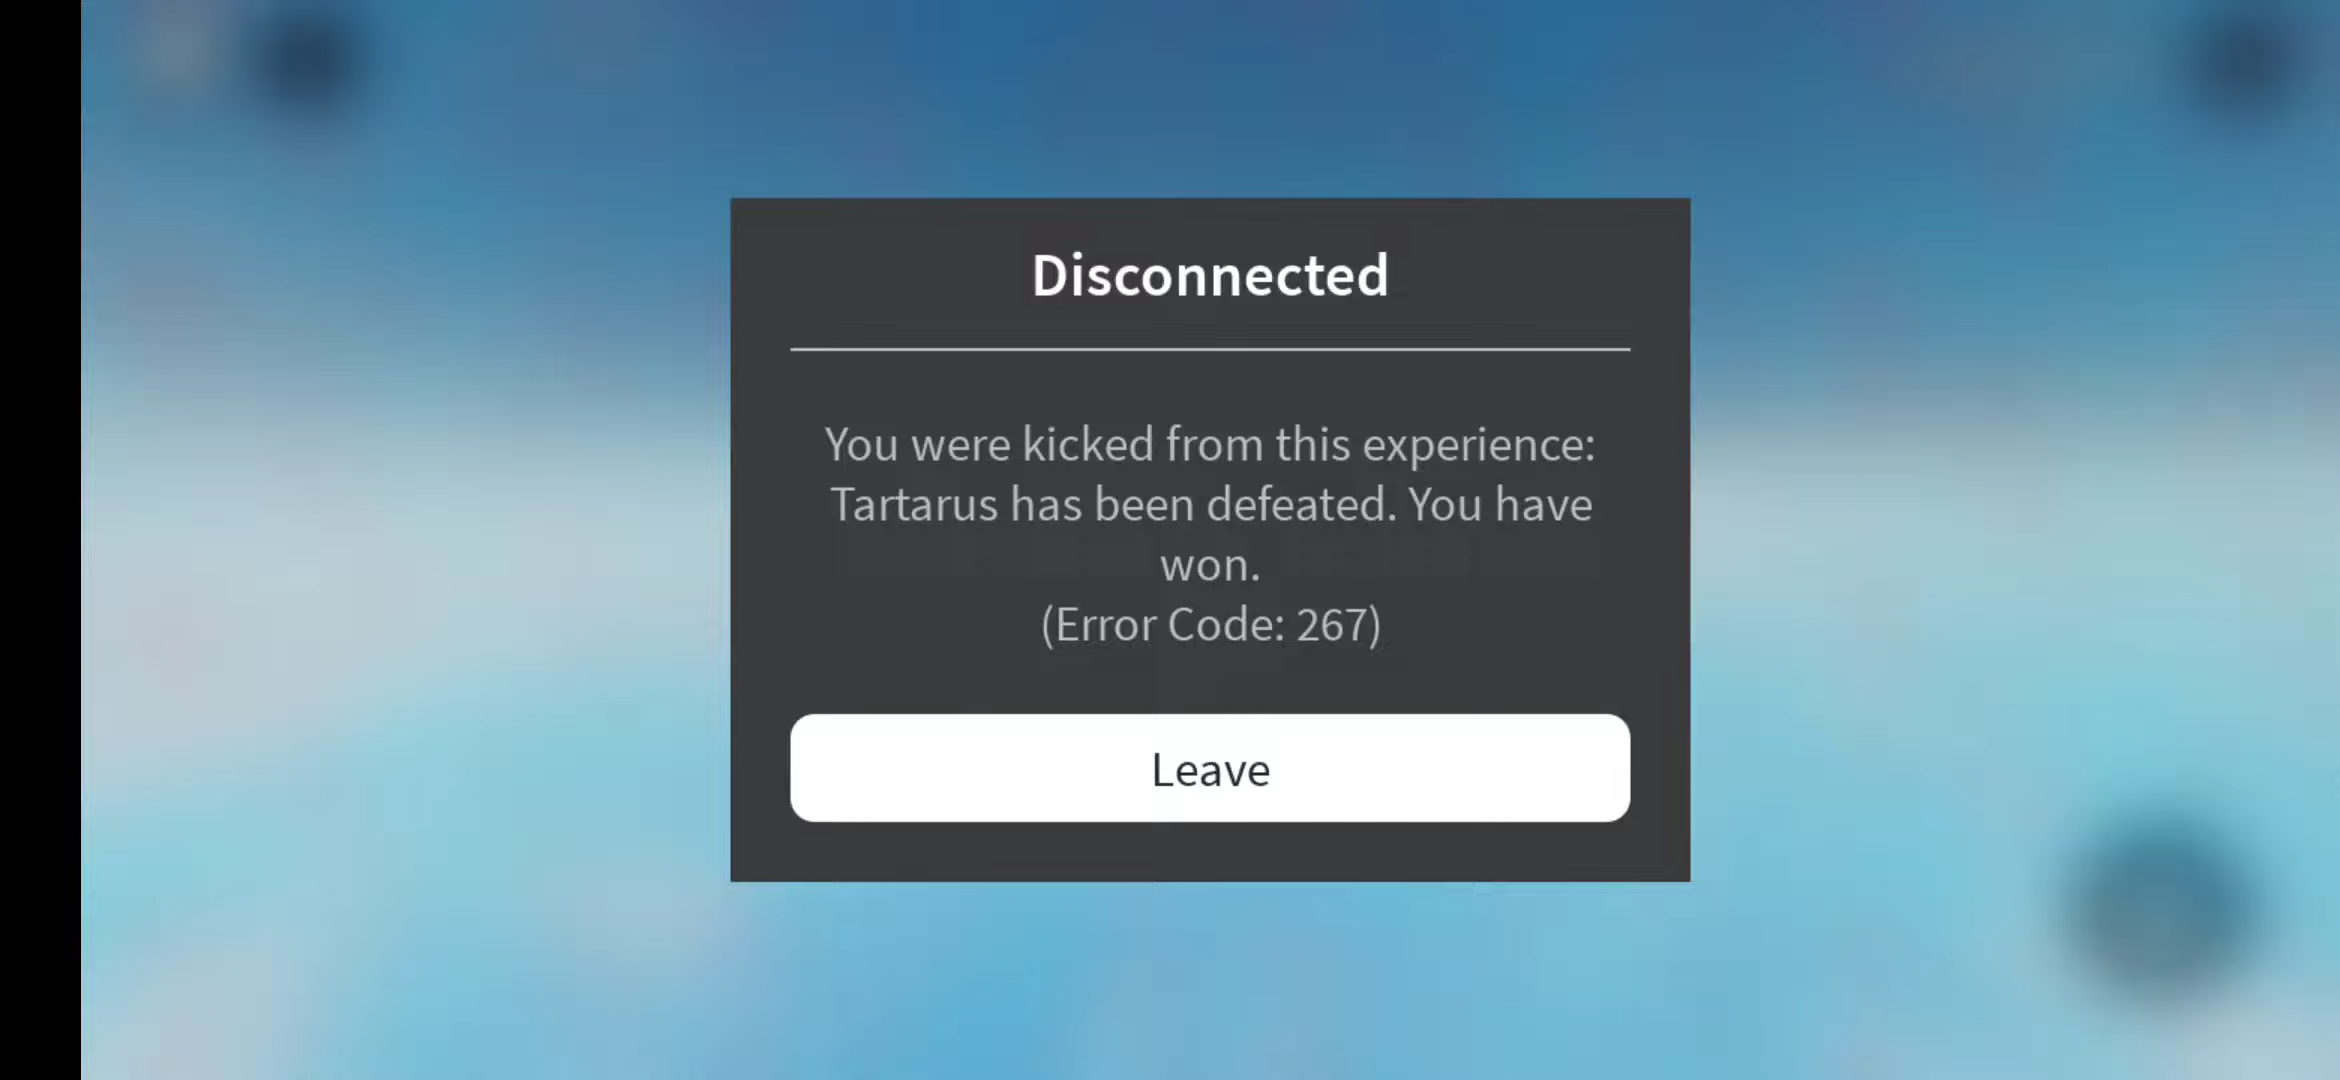 Disconnected
You were kicked from this experience:
Tartarus has been defeated. You have
won.
(Error Code: 267)
Leave